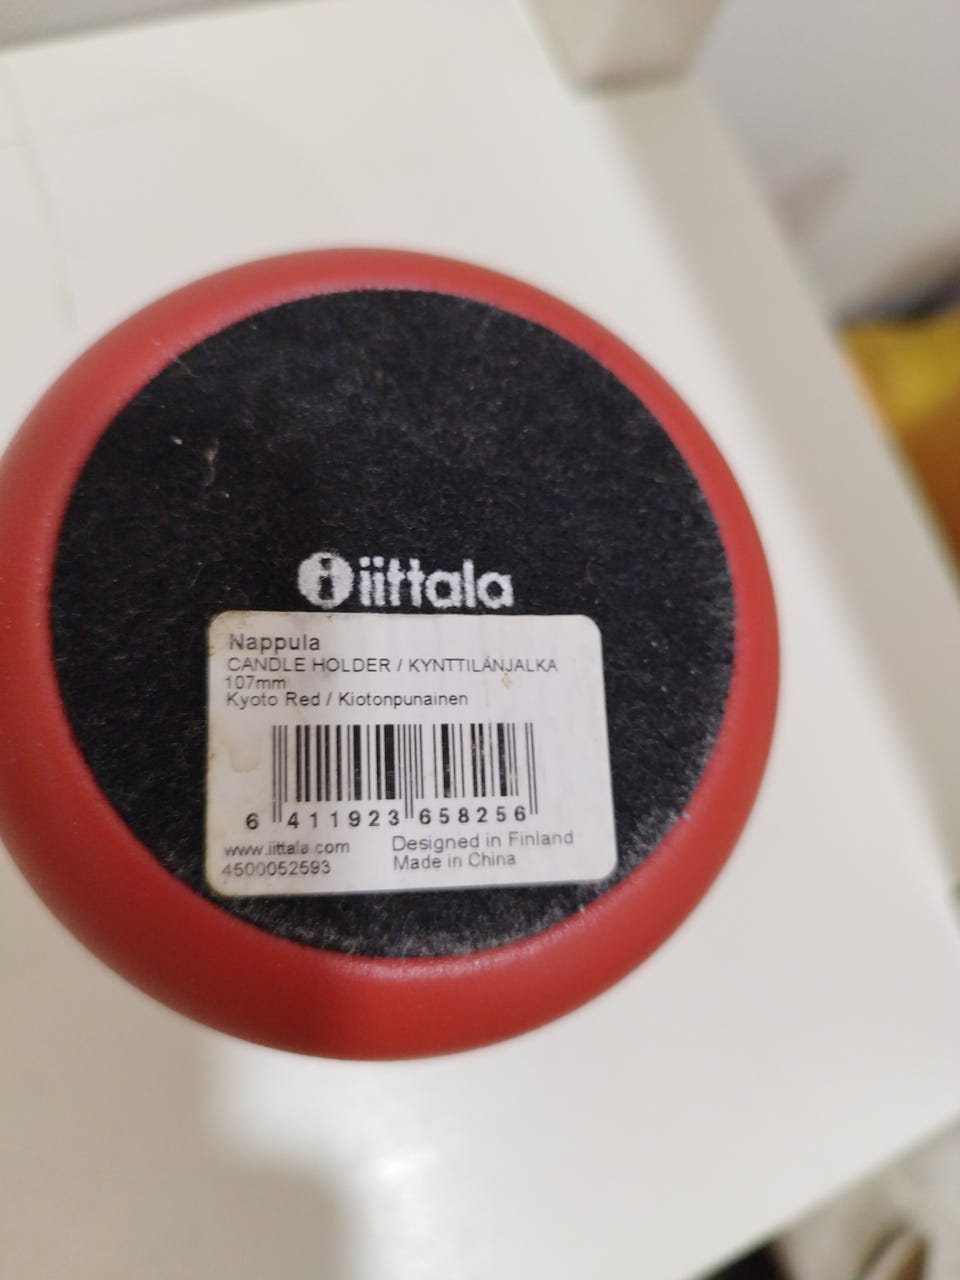 iittala
Nappula
CANDLE HOLDER / KYNTTILÄNJALKA
107mm
Kyoto Red / Kiotonpunainen
6 411923 658256
www.iittala.com
4500052593
Designed in Finland
Made in China